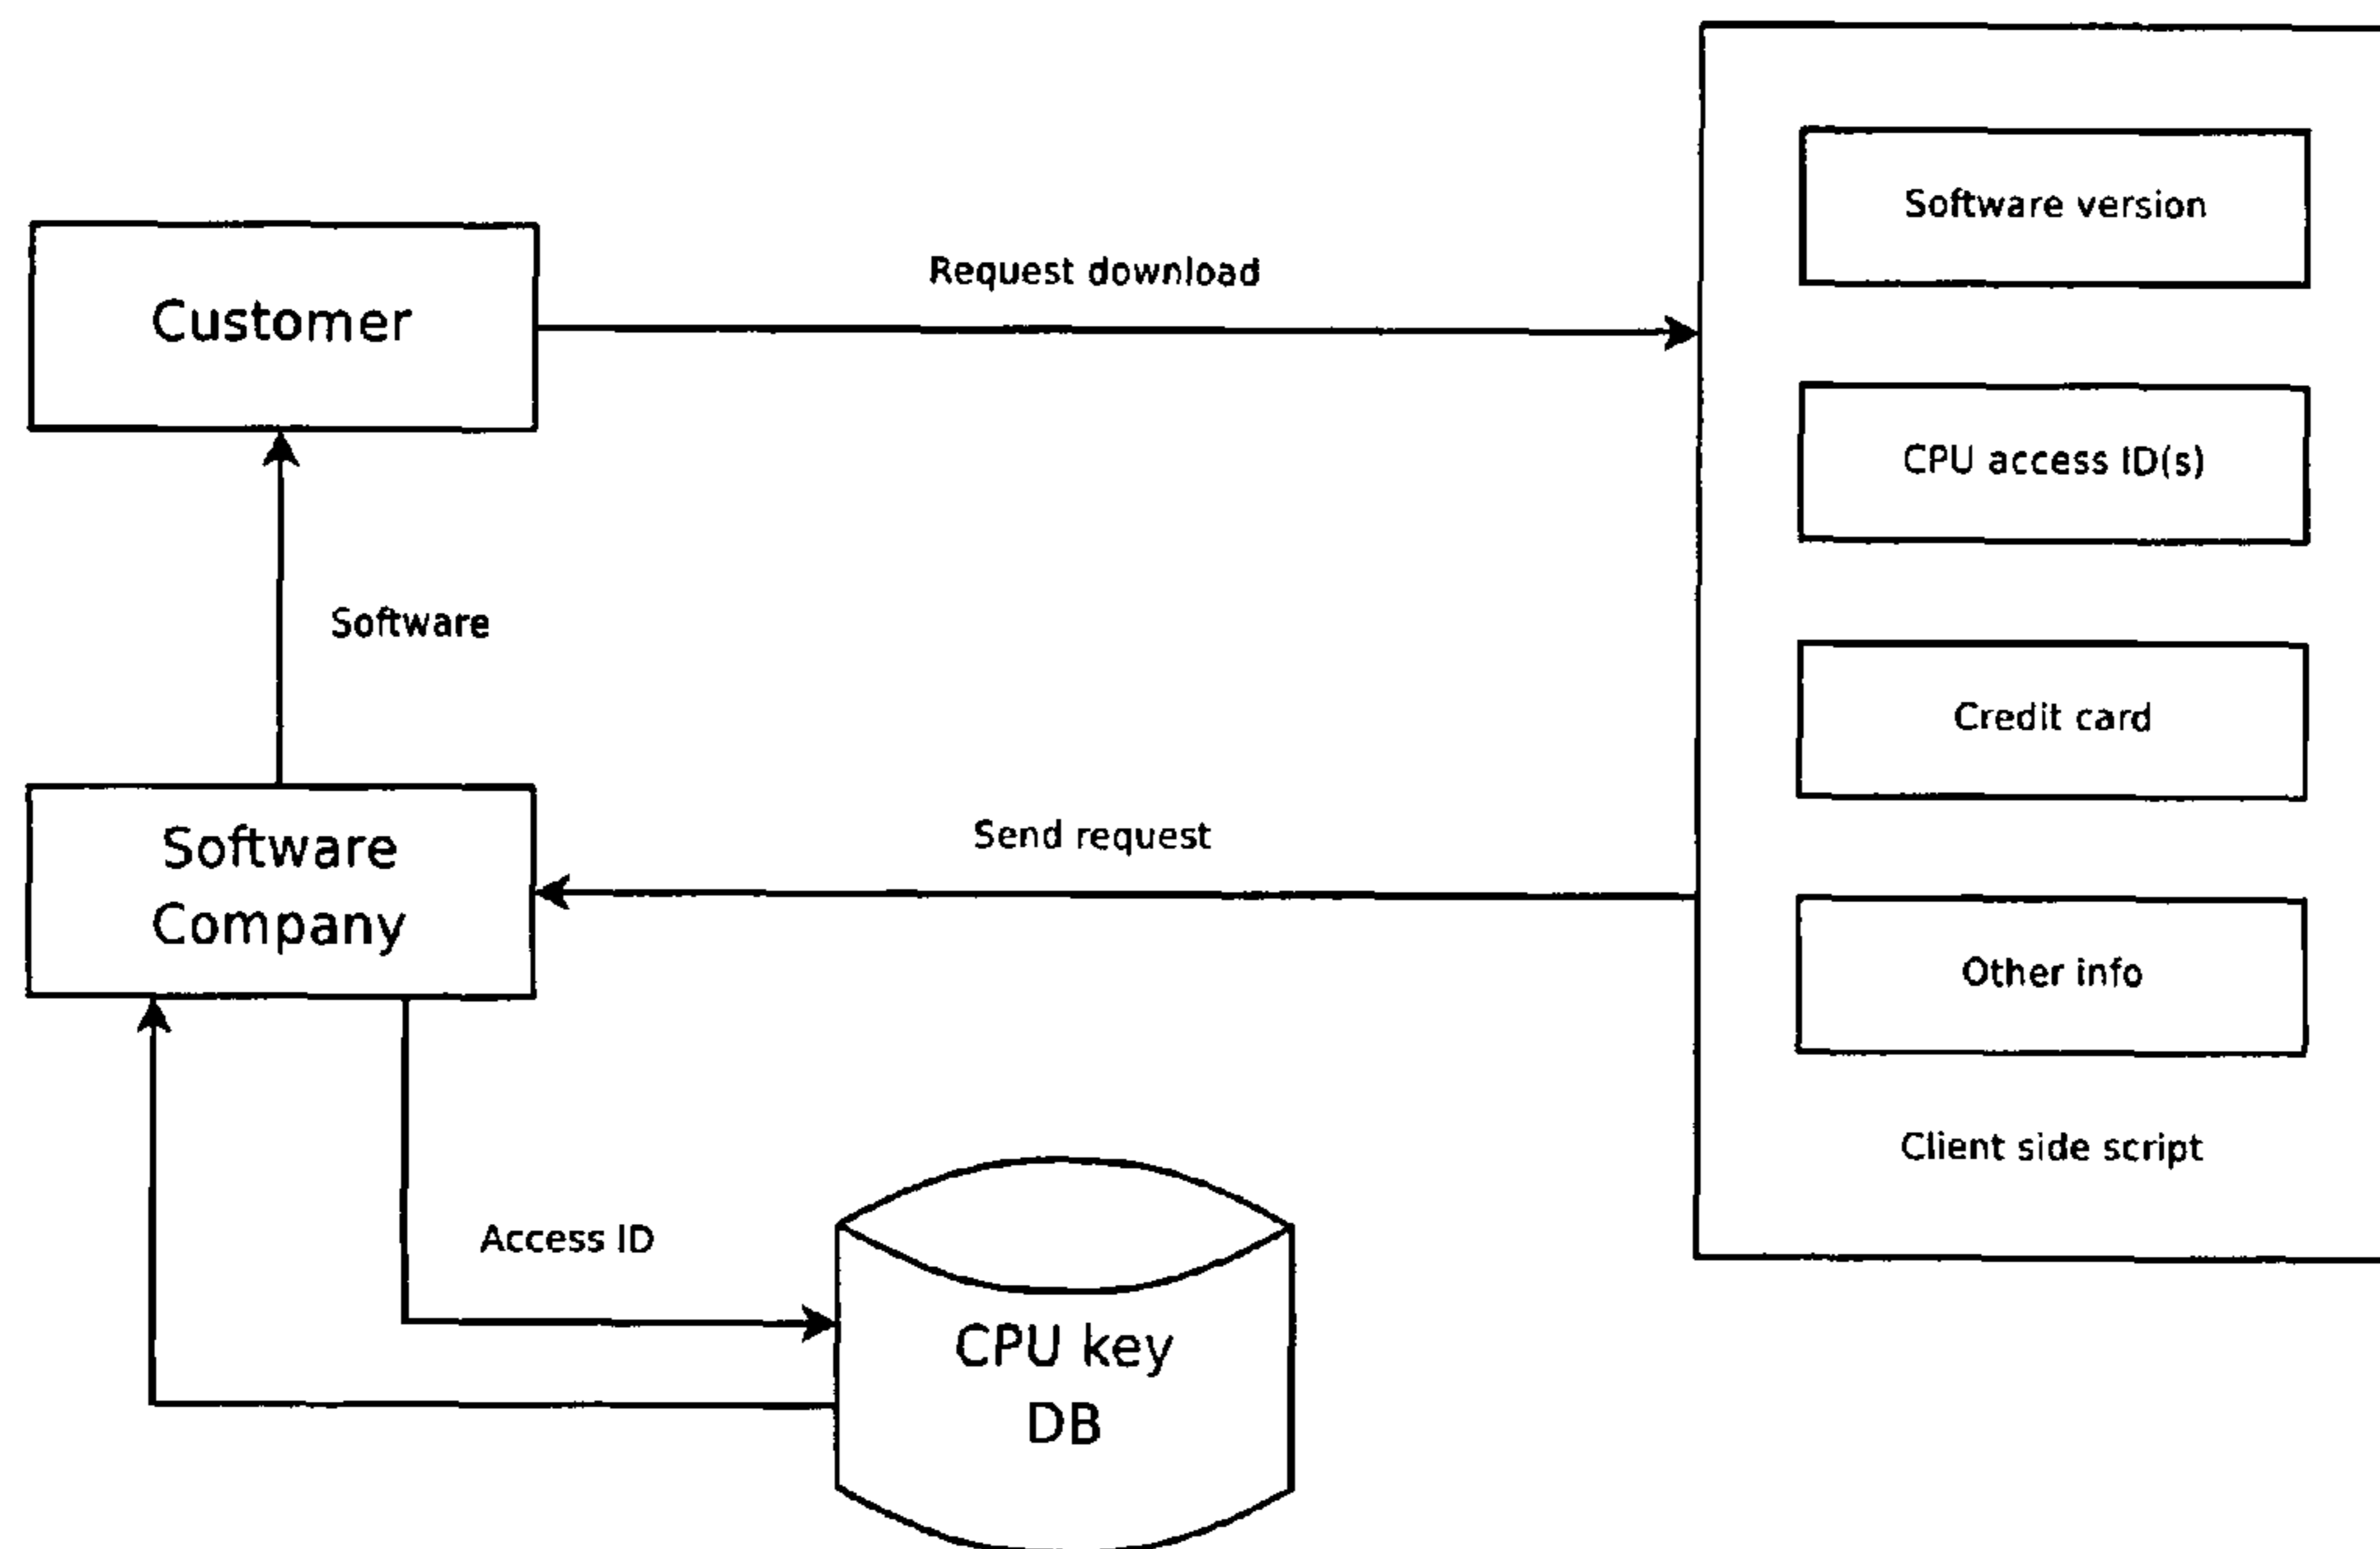 Software version
Customer
Request download
CPU access ID(s)
Software
Credit card
Software
Company
Send request
Other info
Client side script
Access ID
CPU key
DB